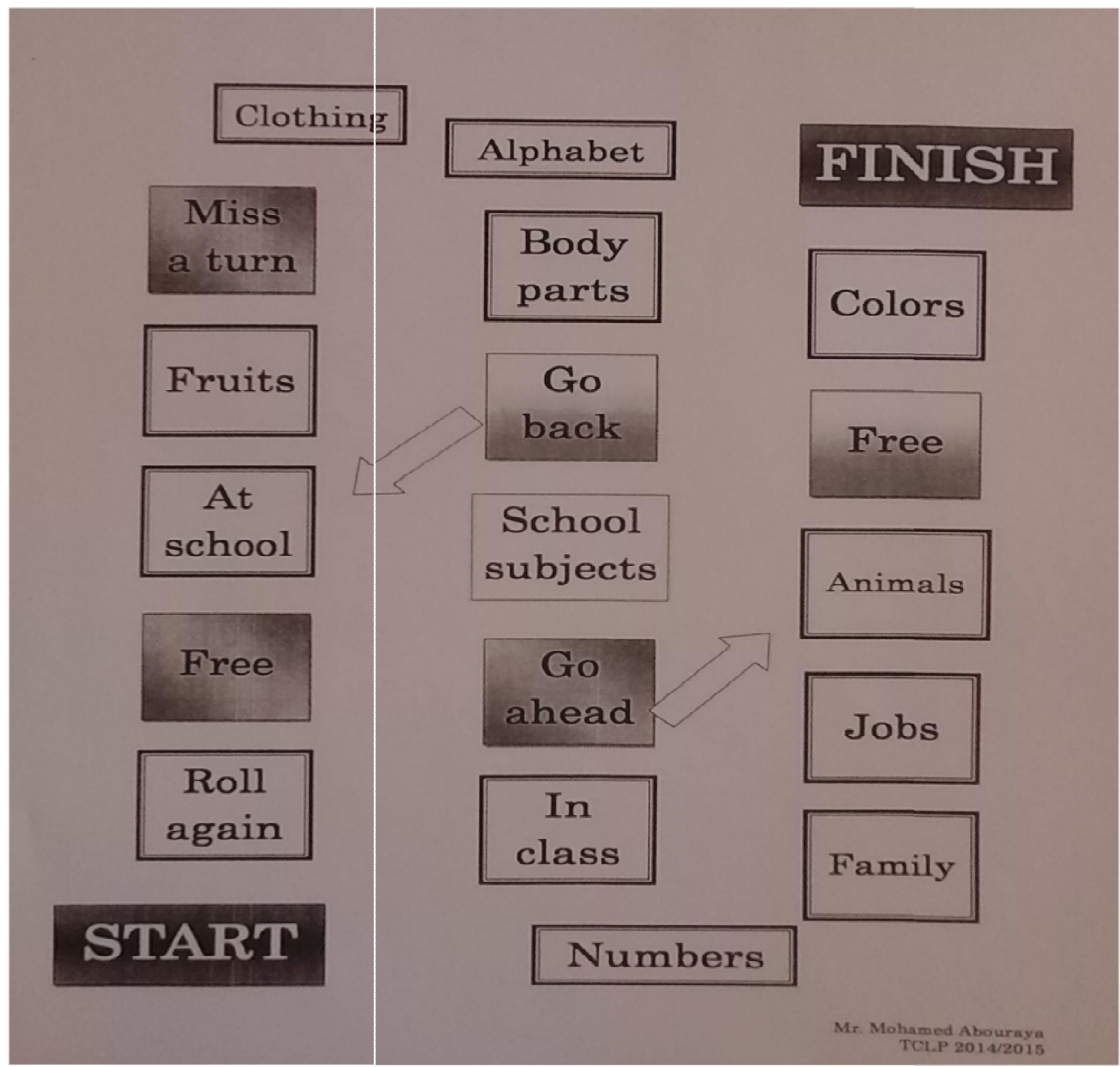 Clothing
Miss
a turn
Fruits
At
school
Free
Roll
again
START
Alphabet
Body
parts
Go
back
School
subjects
Go
ahead
In
class
Numbers
FINISH
Colors
Free
Animals
Jobs
Family
Mr. Mohamed Abouraya
TCLP 2014/2015